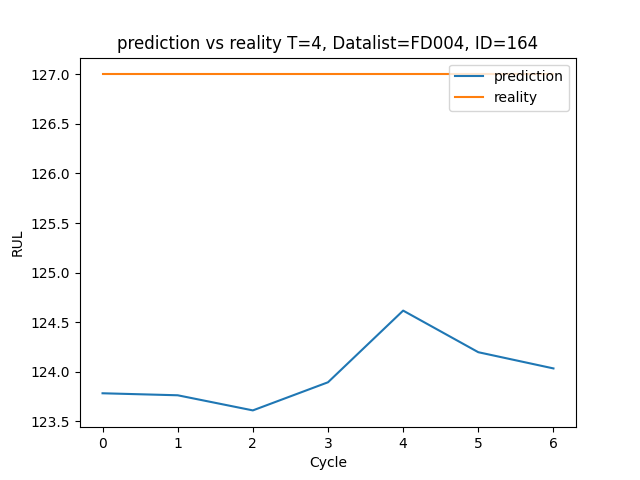 prediction vs reality T=4, Datalist=FD004, ID=164
127.0
126.5
126.0
125.5
125.0
124.5
124.0
123.5
RUL
prediction
reality
0 1 2 3 4 5 6
Cycle